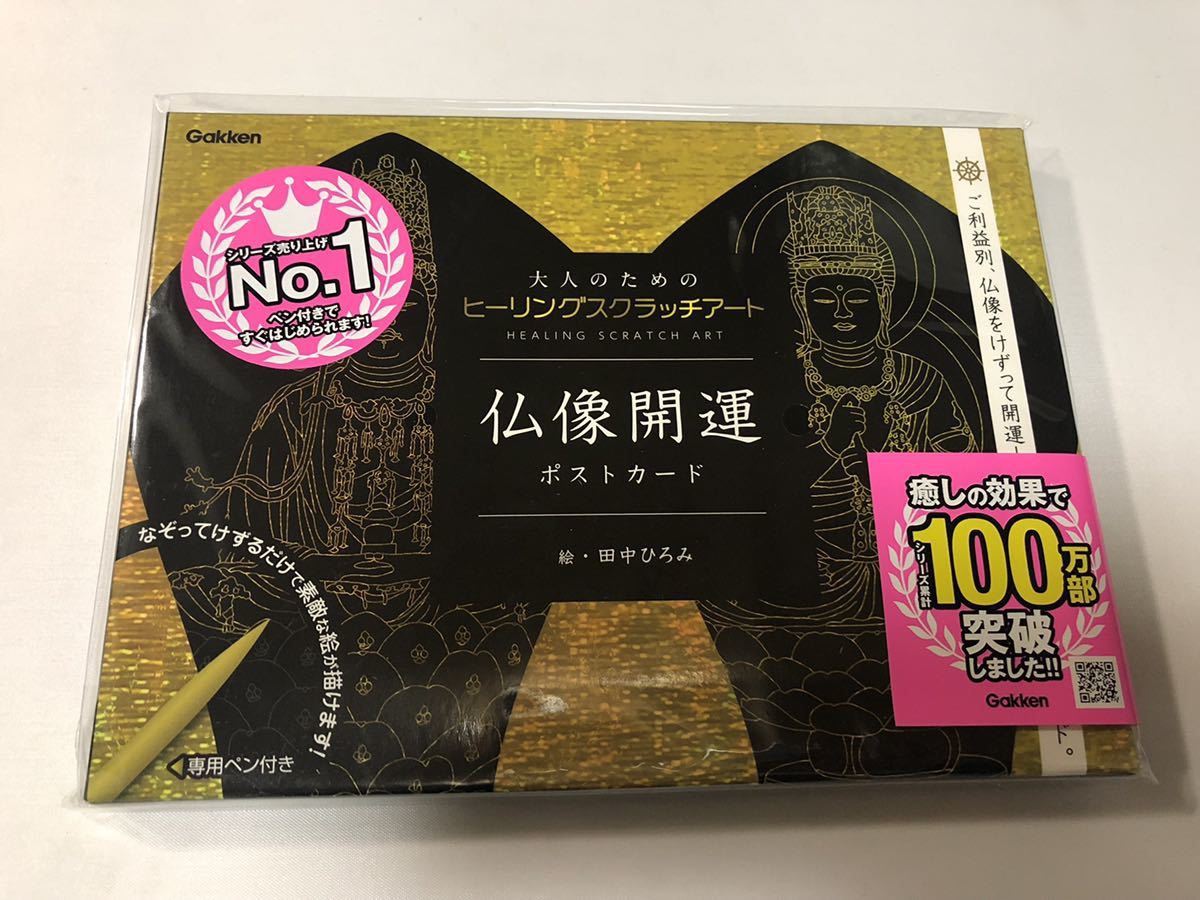 Gakken
シリーズ売り上げ
No.1
ペン付きで
すぐはじめられます!
大人のための
ヒーリングスクラッチアート
HEALING SCRATCH ART
仏像開運
ポストカード
絵・田中ひろみ
ご利益別、仏像をけずって開運
癒しの効果で
シリーズ累計
100万部
突破
しました!!
Gakken
なぞってけずるだけで素敵な絵が描けます!
専用ペン付き